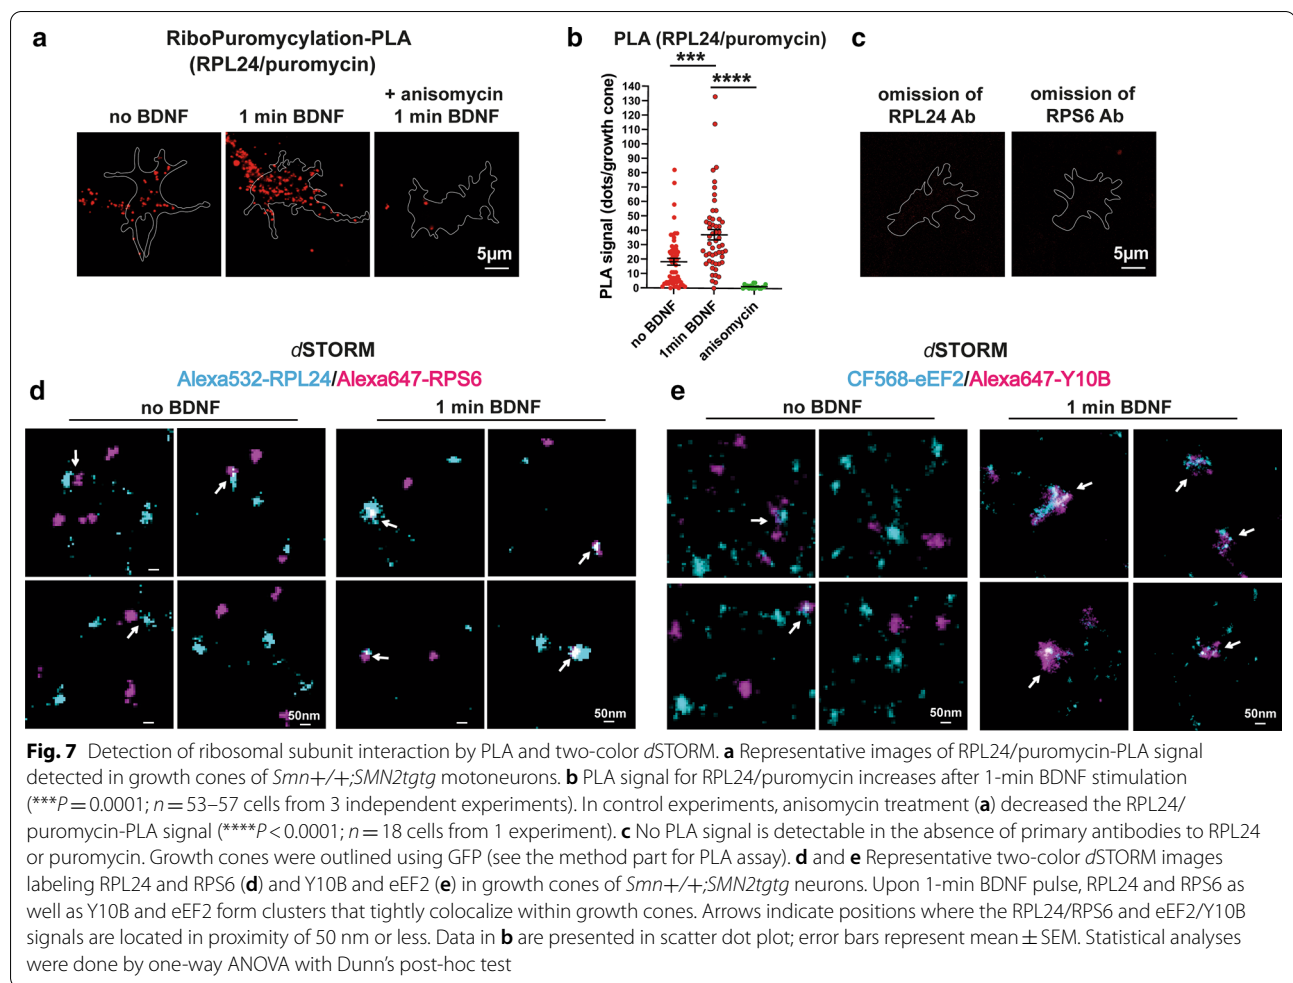 a
RiboPuromycylation-PLA
(RPL24/puromycin)
no BDNF
1 min BDNF
+ anisomycin
1 min BDNF
5µm
b
PLA (RPL24/puromycin)
***
****
PLA signal (dots/growth cone)
140
130
120
110
100
90
80
70
60
50
40
30
20
10
0
no BDNF
1min BDNF
anisomycin
c
omission of
RPL24 Ab
omission of
RPS6 Ab
5µm
d
dSTORM
Alexa532-RPL24/Alexa647-RPS6
no BDNF
1 min BDNF
50nm
50nm
e
dSTORM
CF568-eEF2/Alexa647-Y10B
no BDNF
1 min BDNF
50nm
50nm
Fig. 7 Detection of ribosomal subunit interaction by PLA and two-color dSTORM. a Representative images of RPL24/puromycin-PLA signal
detected in growth cones of Smn+/+;SMN2tgtg motoneurons. b PLA signal for RPL24/puromycin increases after 1-min BDNF stimulation
(***P = 0.0001; n = 53–57 cells from 3 independent experiments). In control experiments, anisomycin treatment (a) decreased the RPL24/
puromycin-PLA signal (****P < 0.0001; n = 18 cells from 1 experiment). c No PLA signal is detectable in the absence of primary antibodies to RPL24
or puromycin. Growth cones were outlined using GFP (see the method part for PLA assay). d and e Representative two-color dSTORM images
labeling RPL24 and RPS6 (d) and Y10B and eEF2 (e) in growth cones of Smn+/+;SMN2tgtg neurons. Upon 1-min BDNF pulse, RPL24 and RPS6 as
well as Y10B and eEF2 form clusters that tightly colocalize within growth cones. Arrows indicate positions where the RPL24/RPS6 and eEF2/Y10B
signals are located in proximity of 50 nm or less. Data in b are presented in scatter dot plot; error bars represent mean ± SEM. Statistical analyses
were done by one-way ANOVA with Dunn's post-hoc test